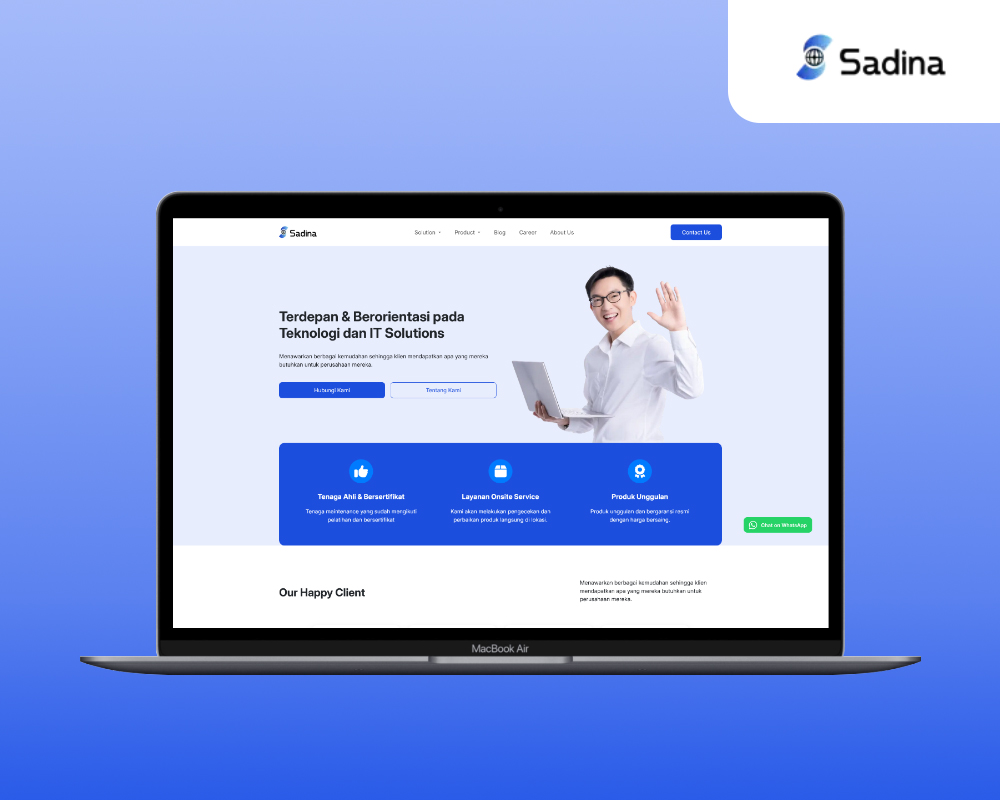 Sadina
Sadina
Solution
Product
Blog
Career
About Us
Contact Us
Terdepan & Berorientasi pada
Teknologi dan IT Solutions
Menawarkan berbagai kemudahan sehingga klien mendapatkan apa yang mereka
butuhkan untuk perusahaan mereka.
Hubungi Kami
Tentang Kami
Tenaga Ahli & Bersertifikat
Tenaga maintenance yang sudah mengikuti
pelatihan dan bersertifikat
Layanan Onsite Service
Kami akan melakukan pengecekan dan
perbaikan produk langsung di lokasi.
Produk Unggulan
Produk unggulan dan bergaransi resmi
dengan harga bersaing.
Chat on WhatsApp
Our Happy Client
Menawarkan berbagai kemudahan sehingga klien
mendapatkan apa yang mereka butuhkan untuk
perusahaan mereka.
MacBook Air